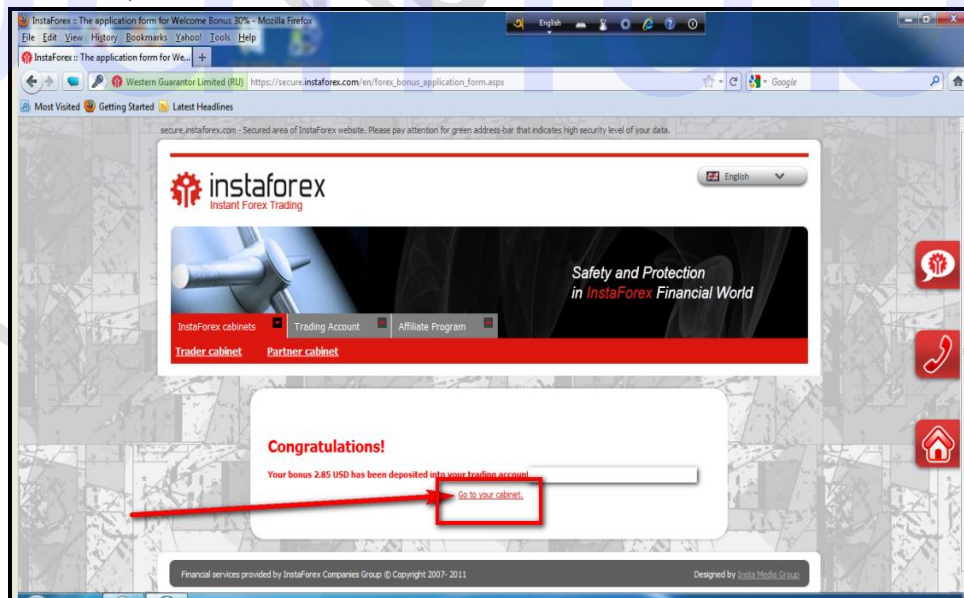 InstaForex :: The application form for Welcome Bonus 30% - Mozilla Firefox
English
File Edit View History Bookmarks Yahoo! Tools Help
InstaForex :: The application form for We...
Western Guarantor Limited (RU) https://secure.instaforex.com/en/forex_bonus_application_form.aspx
Google
Most Visited Getting Started Latest Headlines
secure.instaforex.com - Secured area of InstaForex website. Please pay attention for green address-bar that indicates high security level of your data.
instaforex
Instant Forex Trading
English
Safety and Protection
in InstaForex Financial World
InstaForex cabinets Trading Account Affiliate Program
Trader cabinet Partner cabinet
Congratulations!
Your bonus 2.85 USD has been deposited into your trading account
Go to your cabinet.
Financial services provided by InstaForex Companies Group © Copyright 2007- 2011
Designed by Insta Media Group